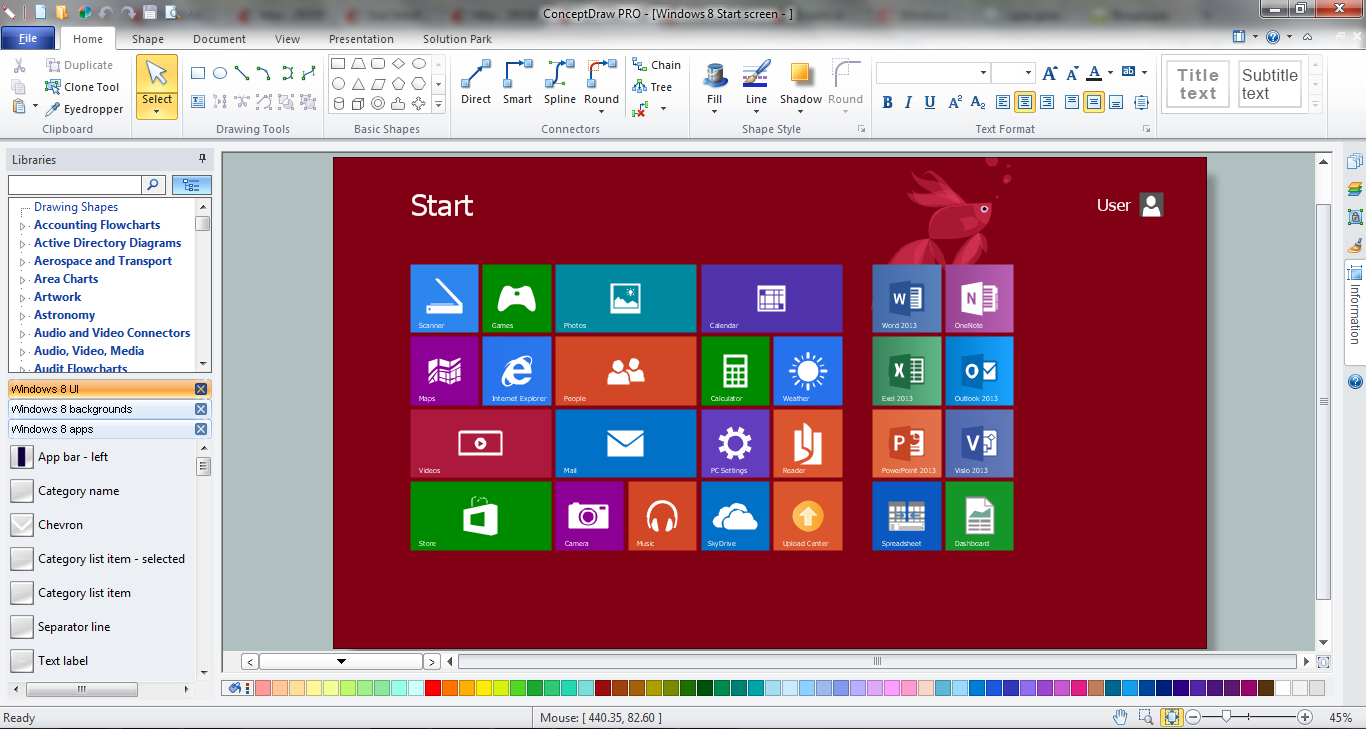 ConceptDraw PRO - [Windows 8 Start screen - ]
File Home Shape Document View Presentation Solution Park
Duplicate
Clone Tool
Eyedropper
Clipboard
Select
Drawing Tools
Basic Shapes
Direct Smart Spline Round
Chain
Tree
Connectors
Fill Line Shadow Round
Shape Style
B I U A² A₂
Text Format
Title text
Subtitle text
Libraries
Drawing Shapes
Accounting Flowcharts
Active Directory Diagrams
Aerospace and Transport
Area Charts
Artwork
Astronomy
Audio and Video Connectors
Audio, Video, Media
Audit Flowcharts
Windows 8 UI
Windows 8 backgrounds
Windows 8 apps
App bar - left
Category name
Chevron
Category list item - selected
Category list item
Separator line
Text label
Start
User
Scanner Games Photos Calendar Word 2013 OneNote
Maps Internet Explorer People Calculator Weather Exel 2013 Outlook 2013
Videos Mail PC Settings Reader PowerPoint 2013 Visio 2013
Store Camera Music SkyDrive Upload Center Spreadsheet Dashboard
Information
Ready
Mouse: [ 440.35, 82.60 ]
45%